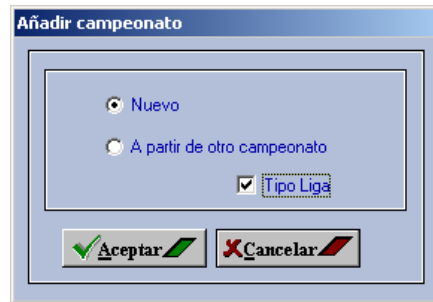 Añadir campeonato
Nuevo
A partir de otro campeonato
Tipo Liga
Aceptar Cancelar